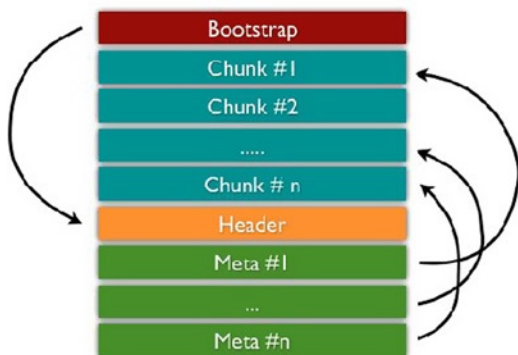 Bootstrap
Chunk #1
Chunk #2
.....
Chunk # n
Header
Meta #1
...
Meta #n